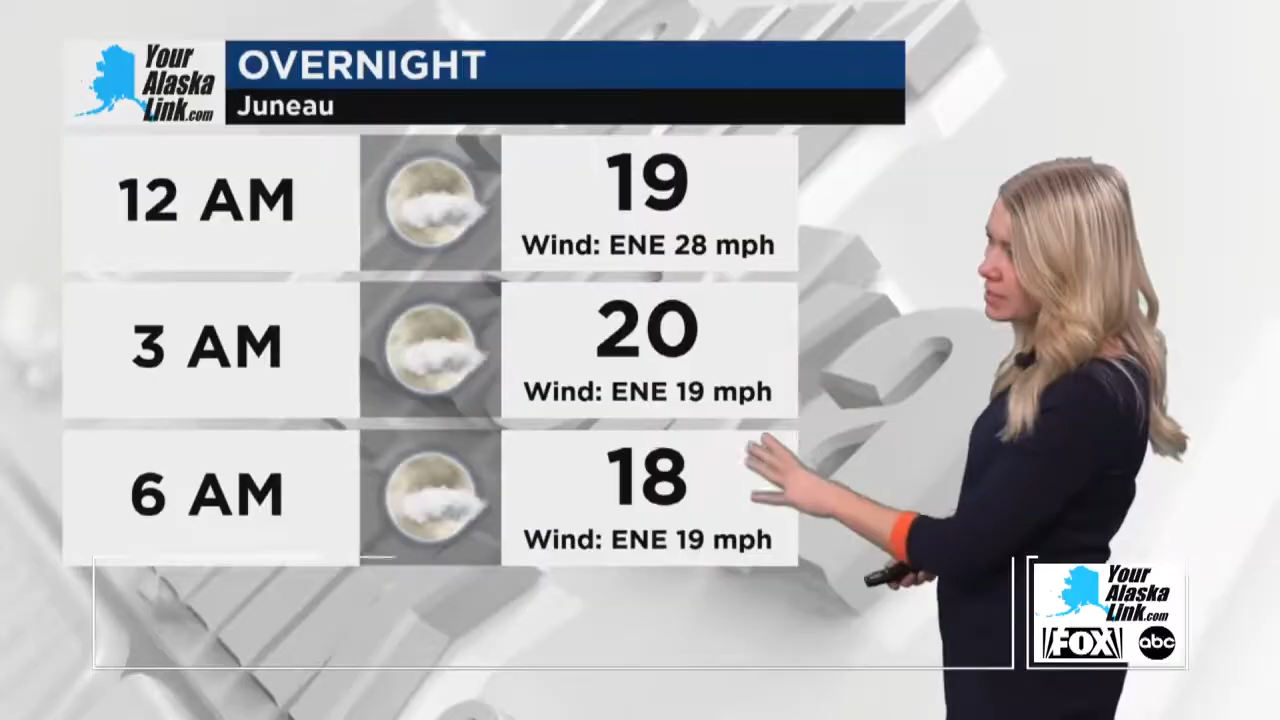 Your
Alaska
Link.com
OVERNIGHT
Juneau
12 AM
19
Wind: ENE 28 mph
3 AM
20
Wind: ENE 19 mph
6 AM
18
Wind: ENE 19 mph
Your
Alaska
Link.com
FOX
abc